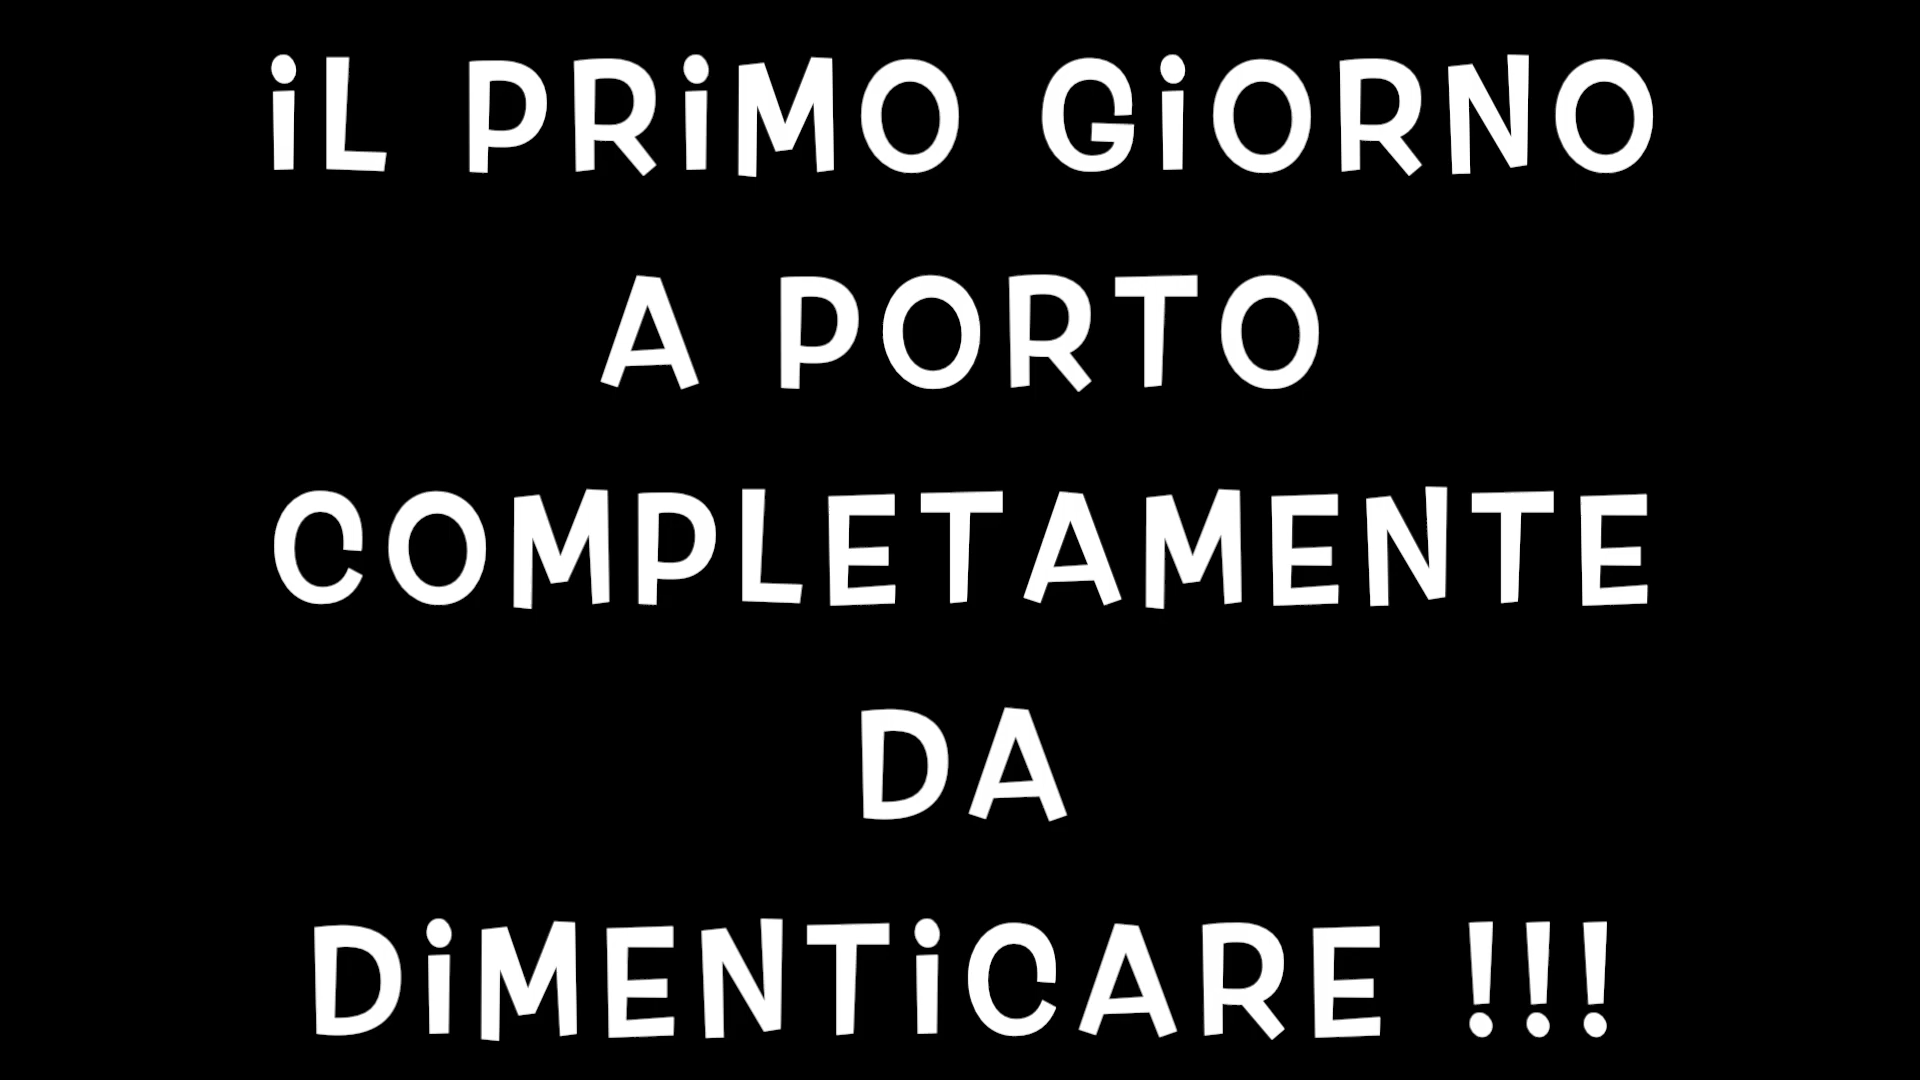 iL PRiMO GiORNO
A PORTO
COMPLETAMENTE
DA
DiMENTiCARE !!!